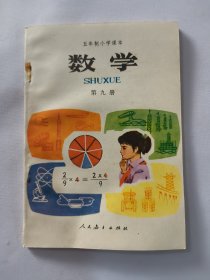 五年制小学课本
数学
SHUXUE
第九册
2/9 × 4 = 2×4/9
人民教育出版社